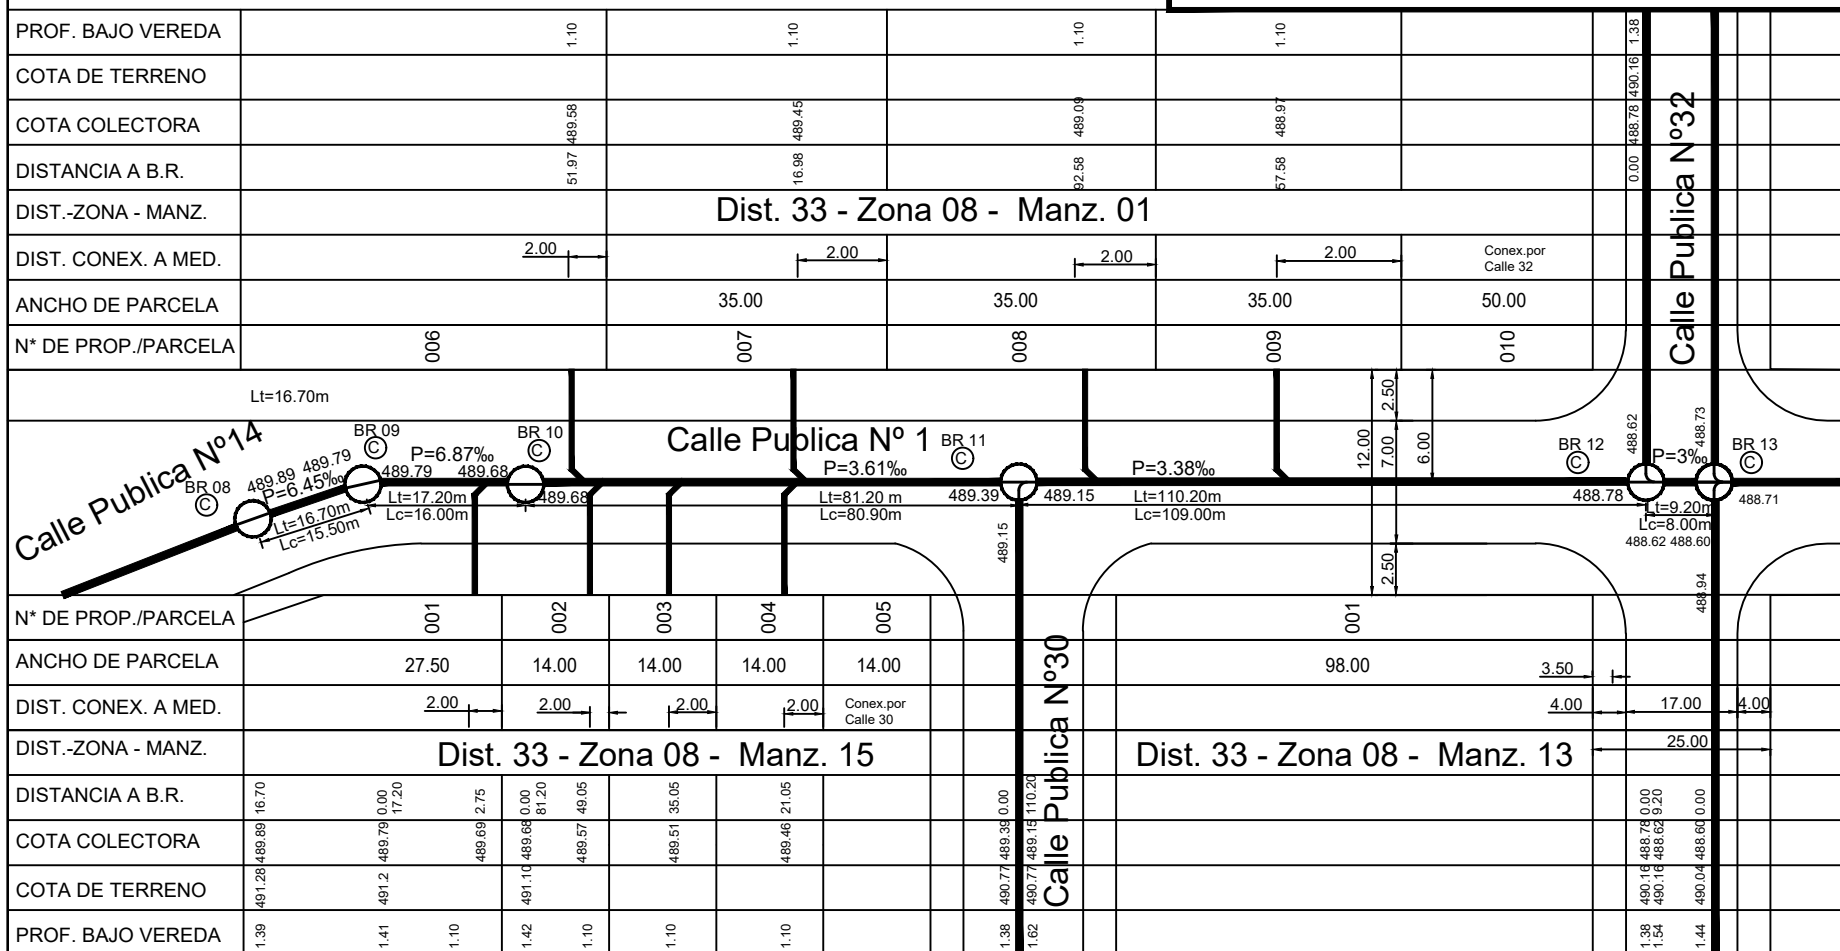 PROF. BAJO VEREDA 1.10 1.10 1.10 1.10 1.38
COTA DE TERRENO 490.16
COTA COLECTORA 489.58 489.45 489.09 488.97 488.78
DISTANCIA A B.R. 51.97 16.98 92.58 57.58 0.00
DIST.-ZONA - MANZ. Dist. 33 - Zona 08 - Manz. 01
DIST. CONEX. A MED. 2.00 2.00 2.00 2.00 Conex.por
Calle 32
ANCHO DE PARCELA 35.00 35.00 35.00 50.00
N* DE PROP./PARCELA 006 007 008 009 010
Calle Publica Nº32
Lt=16.70m
Calle Publica Nº14
Calle Publica Nº 1
BR 08 C
BR 09 C
BR 10 C
BR 11 C
BR 12 C
BR 13 C
489.89 489.79
P=6.45‰
Lt=16.70m
Lc=15.50m
P=6.87‰
489.79 489.68
Lt=17.20m
Lc=16.00m
489.68
P=3.61‰
Lt=81.20 m
Lc=80.90m
489.39 489.15
489.15
P=3.38‰
Lt=110.20m
Lc=109.00m
12.00
2.50
7.00
2.50
6.00
488.78
488.62
488.73
P=3‰
488.71
Lt=9.20m
Lc=8.00m
488.62 488.60
488.94
N* DE PROP./PARCELA 001 002 003 004 005 001
ANCHO DE PARCELA 27.50 14.00 14.00 14.00 14.00 98.00 3.50
DIST. CONEX. A MED. 2.00 2.00 2.00 2.00 Conex.por
Calle 30
4.00 17.00 4.00
25.00
Calle Publica Nº30
DIST.-ZONA - MANZ. Dist. 33 - Zona 08 - Manz. 15 Dist. 33 - Zona 08 - Manz. 13
DISTANCIA A B.R. 16.70 0.00 17.20 2.75 0.00 81.20 49.05 35.05 21.05 0.00 110.20 0.00 9.20 0.00
COTA COLECTORA 489.89 489.79 489.69 489.68 489.57 489.51 489.46 489.39 489.15 488.78 488.62 488.60
COTA DE TERRENO 491.28 491.2 491.10 490.77 490.77 490.16 490.16 490.04
PROF. BAJO VEREDA 1.39 1.41 1.10 1.42 1.10 1.10 1.10 1.38 1.62 1.38 1.54 1.44